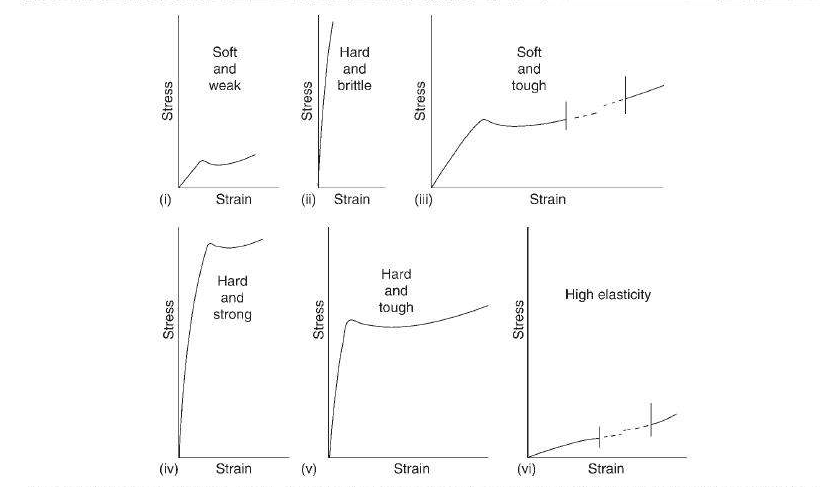 Soft
and
weak
Stress
(i)
Strain
Hard
and
brittle
Stress
(ii)
Strain
Soft
and
tough
Stress
(iii)
Strain
Hard
and
strong
Stress
(iv)
Strain
Hard
and
tough
Stress
(v)
Strain
High elasticity
Stress
(vi)
Strain